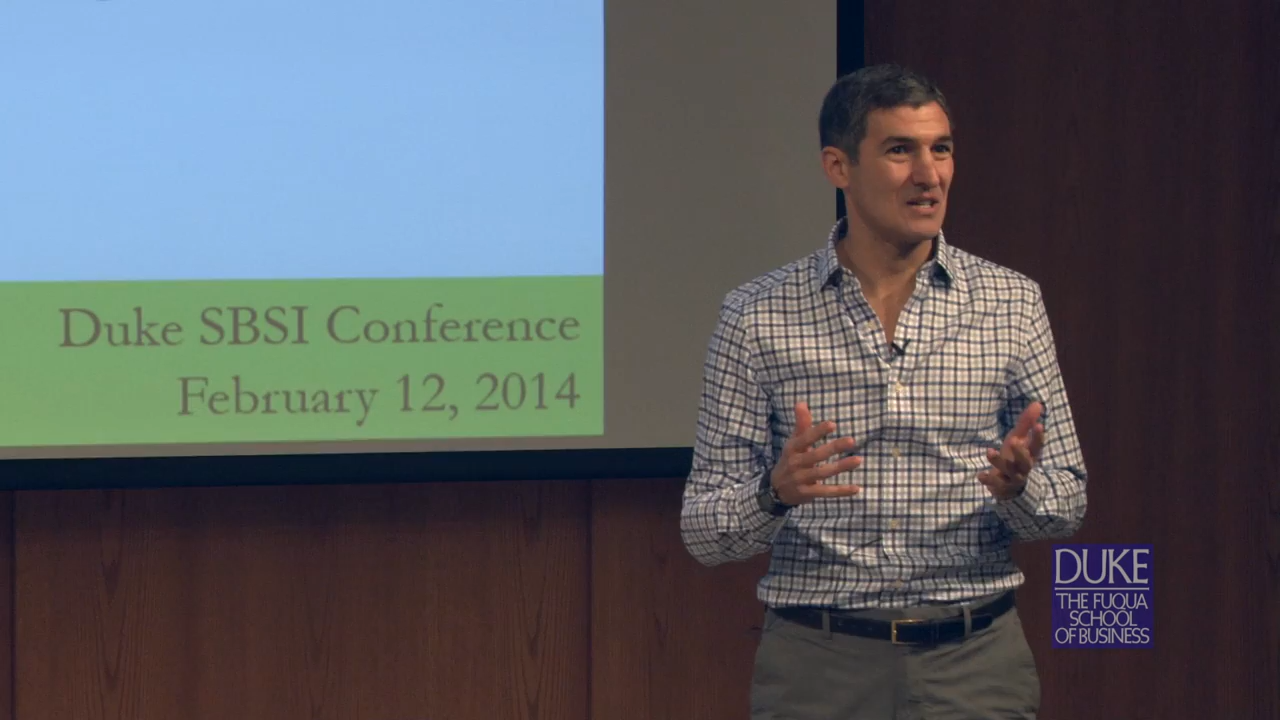 Duke SBSI Conference
February 12, 2014
DUKE
THE FUQUA
SCHOOL
OF BUSINESS